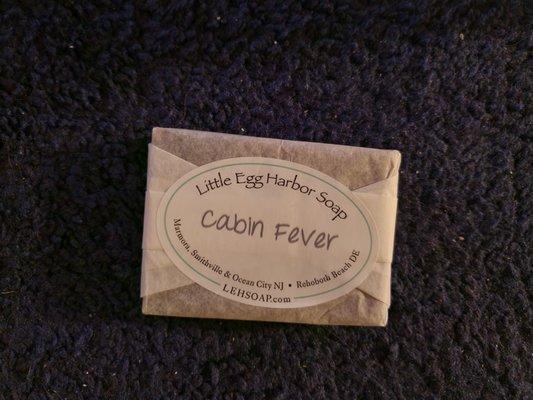 Little Egg Harbor Soap
Cabin Fever
Marmora, Smithville & Ocean City NJ • Rehoboth Beach DE
LEHSOAP.com